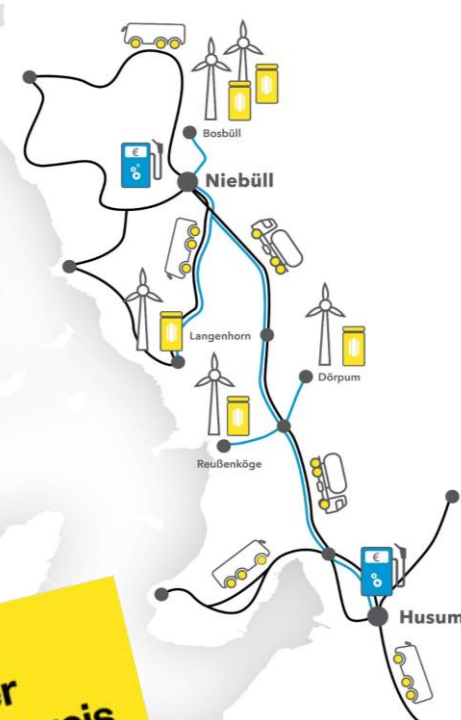 Bosbüll
€
Niebüll
Langenhorn
Dörpum
Reußenköge
€
Husum